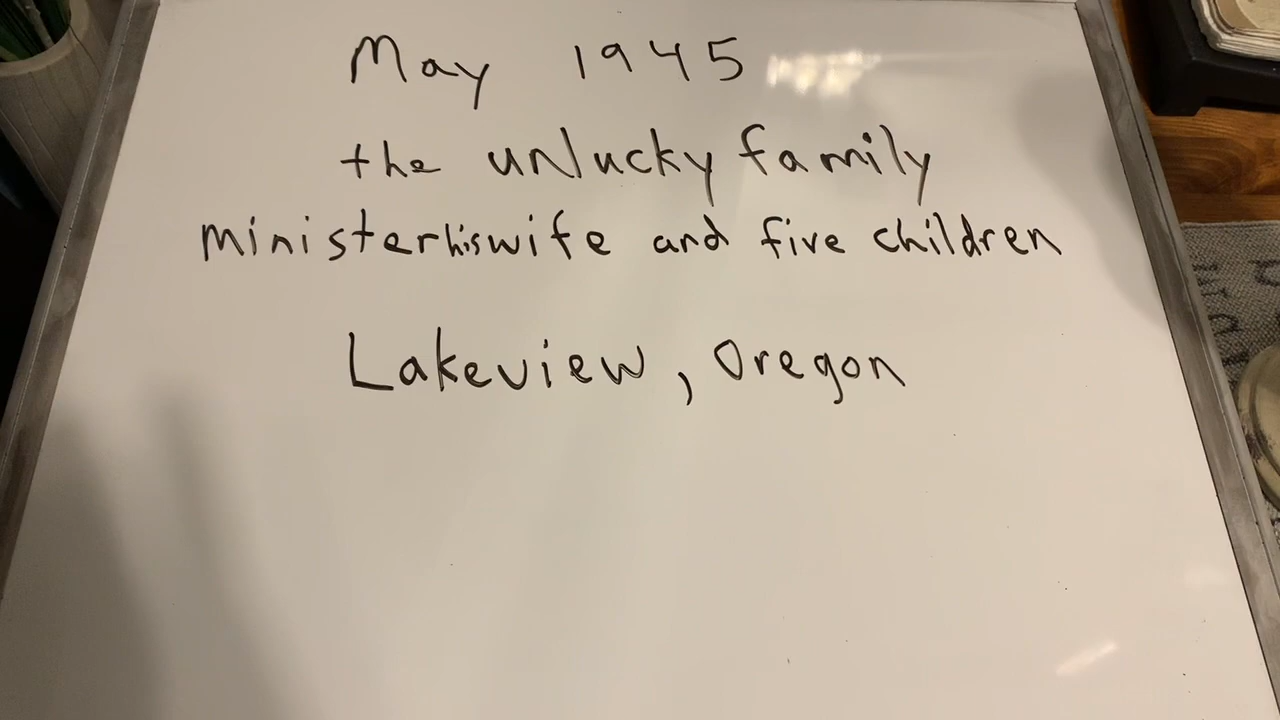 May 1945
the unlucky family
minister his wife and five children
Lakeview, Oregon